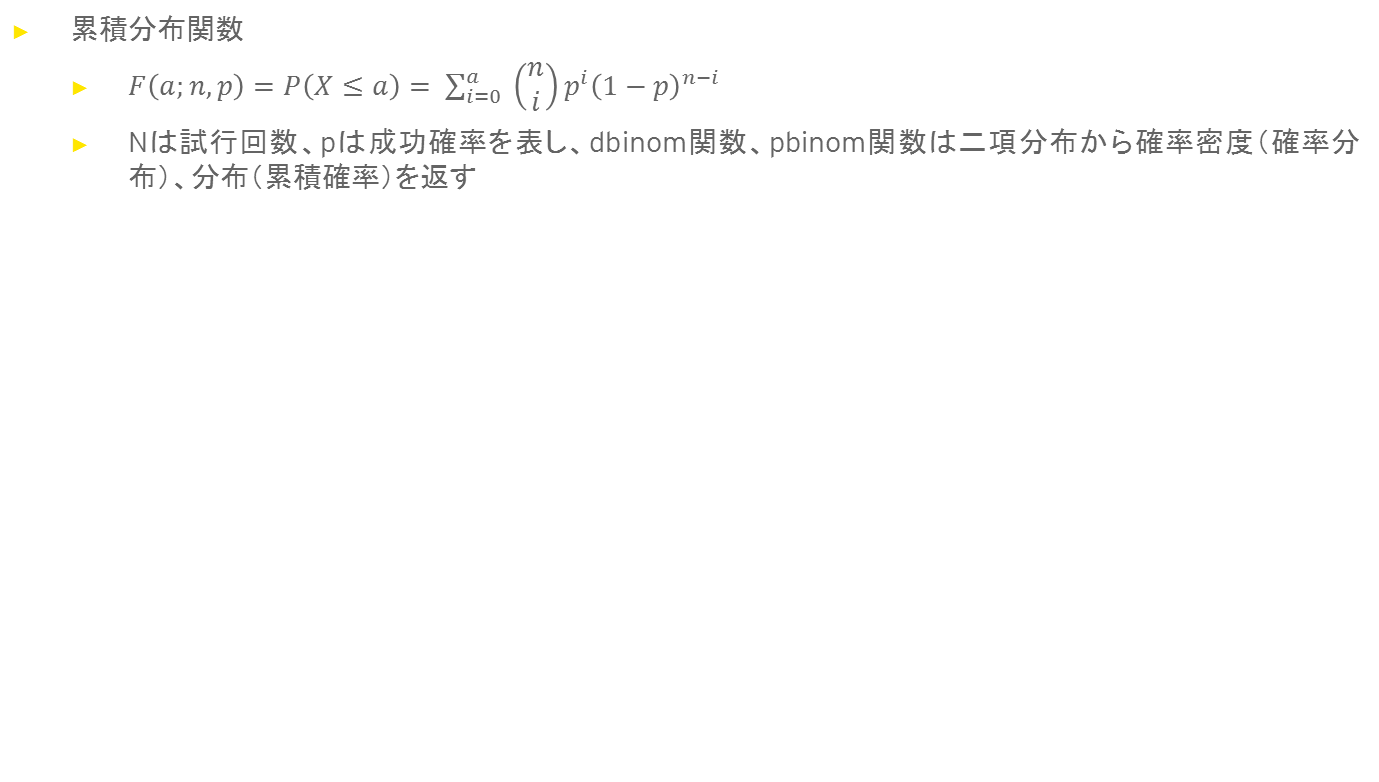 ► 累積分布関数
► 𝐹(𝑎; 𝑛, 𝑝) = 𝑃(𝑋 ≤ 𝑎) = ∑_{𝑖=0}^{𝑎} \binom{𝑛}{𝑖} 𝑝^{𝑖}(1 − 𝑝)^{𝑛−𝑖}
► Nは試行回数、pは成功確率を表し、dbinom関数、pbinom関数は二項分布から確率密度（確率分
布）、分布（累積確率）を返す